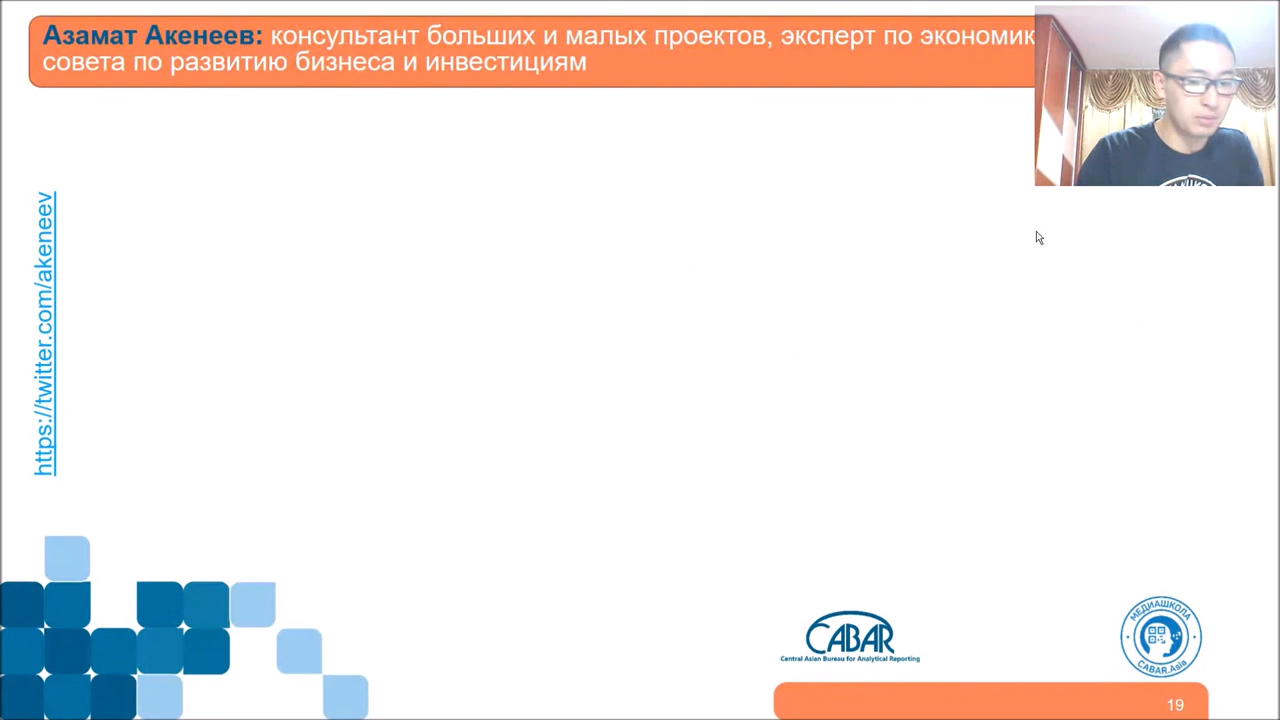 Азамат Акенеев: консультант больших и малых проектов, эксперт по экономик
совета по развитию бизнеса и инвестициям
https://twitter.com/akeneev
CABAR
Central Asian Bureau for Analytical Reporting
МЕДИАШКОЛА
CABAR.Asia
19